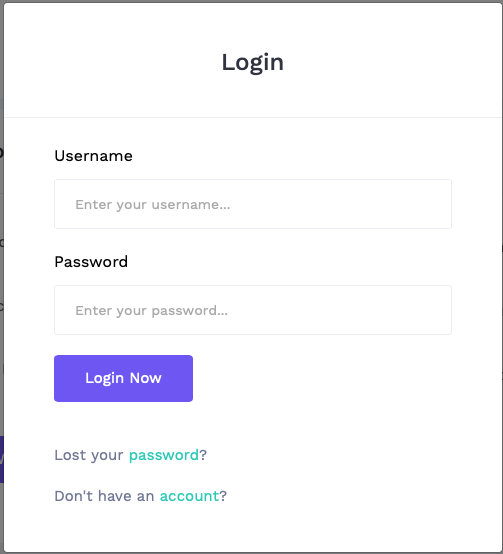 Login
Username
Enter your username...
Password
Enter your password...
Login Now
Lost your password?
Don't have an account?